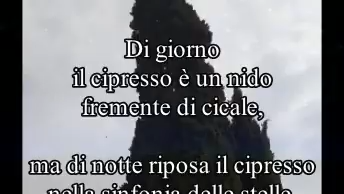 Di giorno
il cipresso è un nido
fremente di cicale,
ma di notte riposa il cipresso
nella sinfonia delle stelle